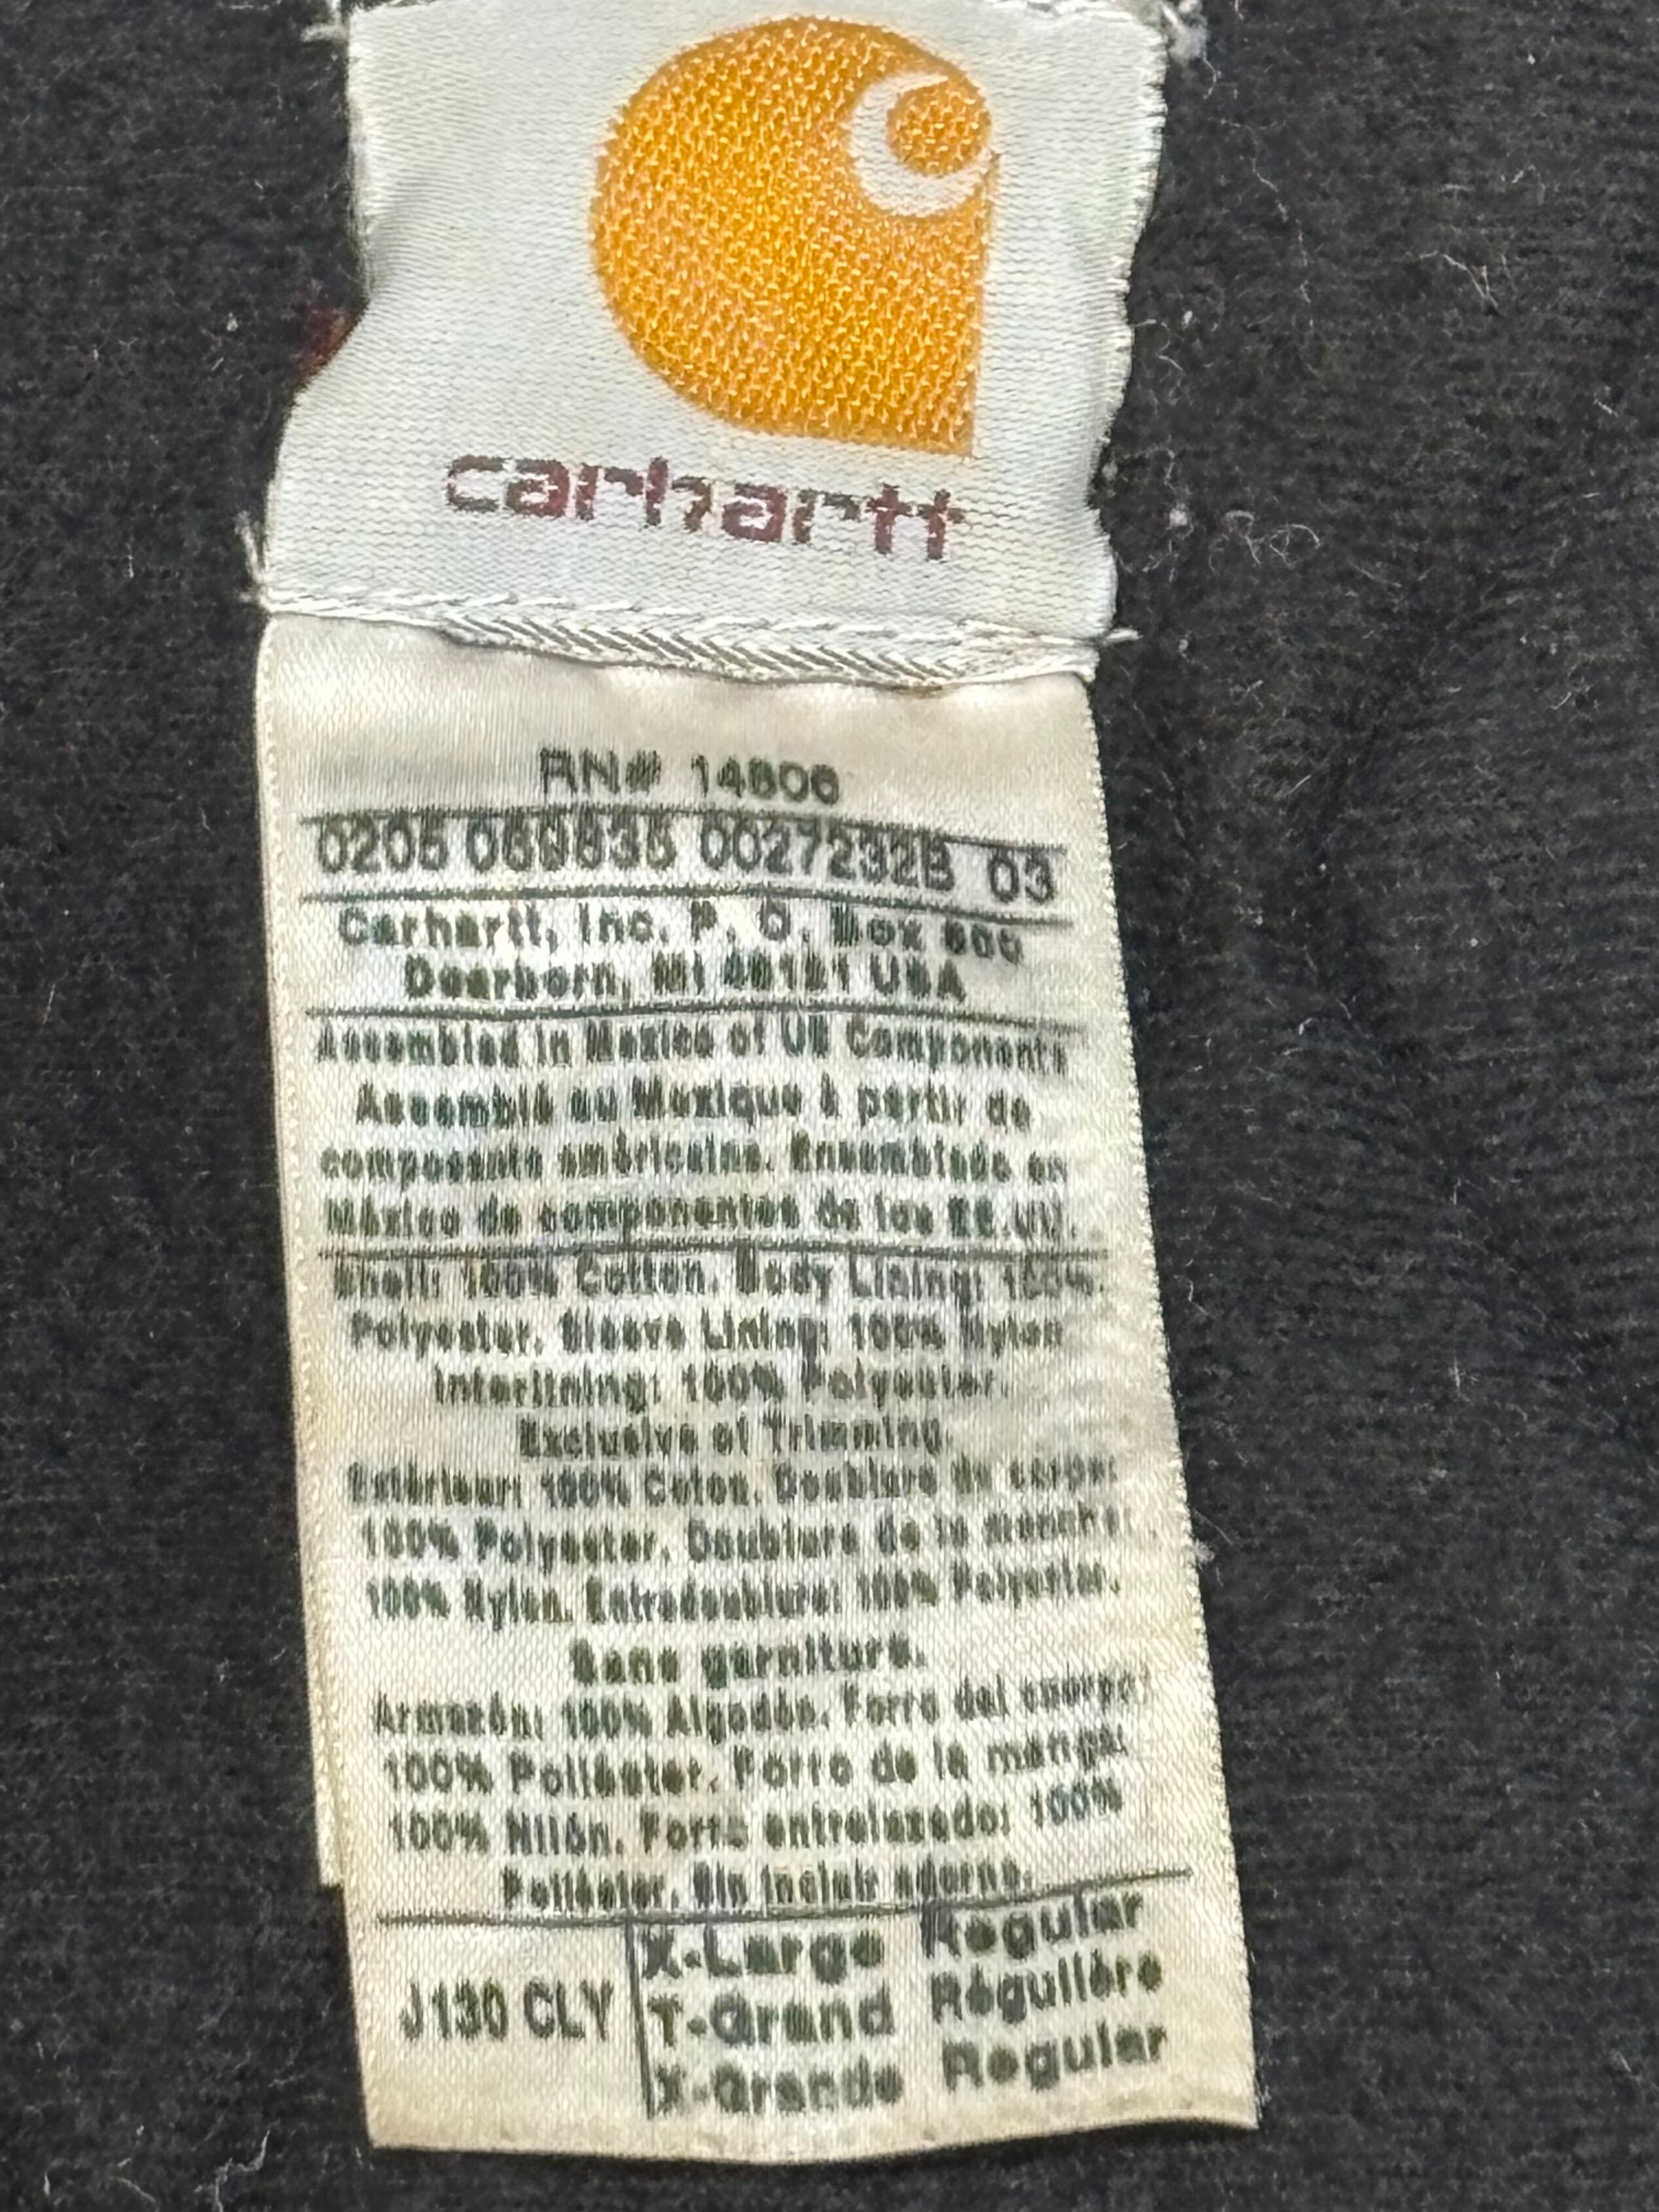 carhartt
RN# 14806
0205 060835 0027232B 03
Carhartt, Inc. P. O. Box 600
Dearborn, MI 48121 USA
Assembled in Mexico of US Components
Assemblé au Mexique à partir de
composants américains. Ensamblado en
México de componentes de los EE.UU.
Shell: 100% Cotton. Body Lining: 100%
Polyester. Sleeve Lining: 100% Nylon
Interlining: 100% Polyester.
Exclusive of Trimming.
Extérieur: 100% Coton. Doublure du corps:
100% Polyester. Doublure de la manche:
100% Nylon. Entredoublure: 100% Polyester.
Sans garniture.
Armazón: 100% Algodón. Forro del cuerpo:
100% Poliéster. Forro de la manga:
100% Nilón. Forro entrelazado: 100%
Poliéster. Sin incluir adorno.
J130 CLY
X-Large Regular
T-Grand Régulière
X-Grande Regular